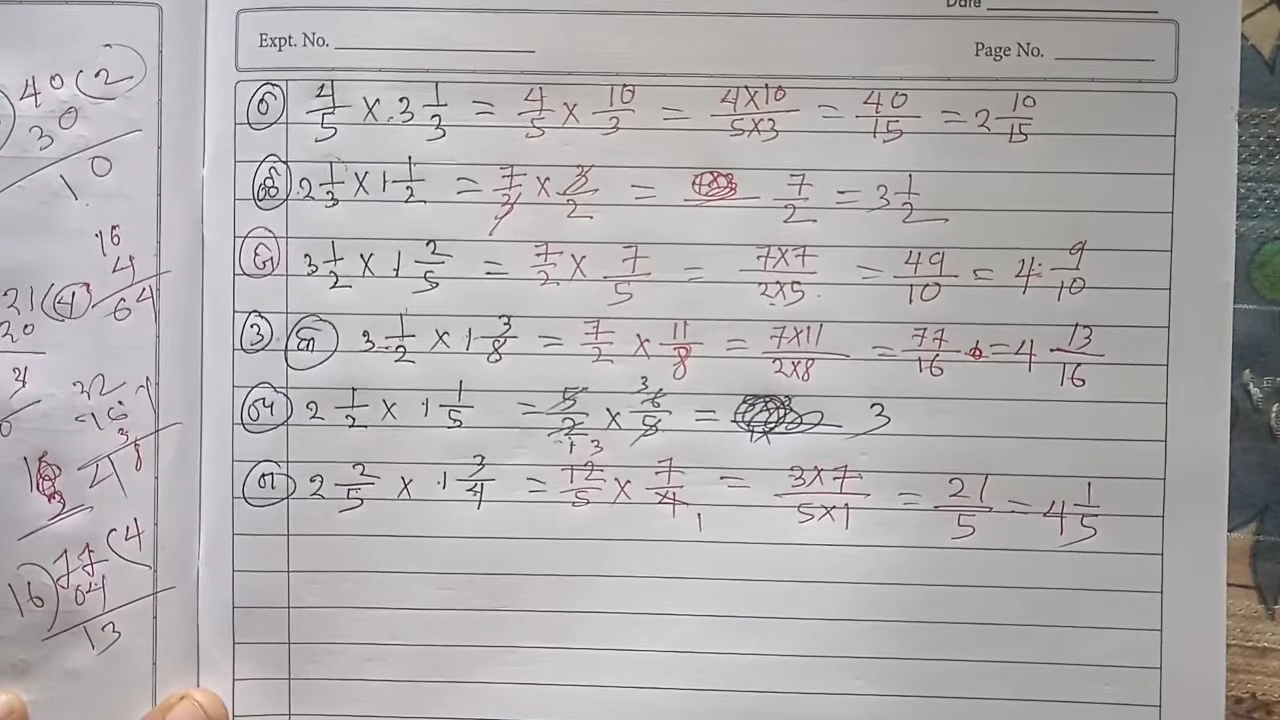 Date
Expt. No.
Page No.
4/5 x 3 1/3 = 4/5 x 10/3 = 4x10/5x3 = 40/15 = 2 10/15
2 1/3 x 1 1/2 = 7/3 x 3/2 = 7/2 = 3 1/2
3 1/2 x 1 2/5 = 7/2 x 7/5 = 7x7/2x5 = 49/10 = 4 9/10
3 1/2 x 1 3/8 = 7/2 x 11/8 = 7x11/2x8 = 77/16 = 4 13/16
2 1/2 x 1 1/5 = 5/2 x 6/5 = 3
2 2/5 x 1 3/4 = 12/5 x 7/4 = 3x7/5x1 = 21/5 = 4 1/5
40(2
30
10
16
4
64
21(4
20
16)77(4
64
13